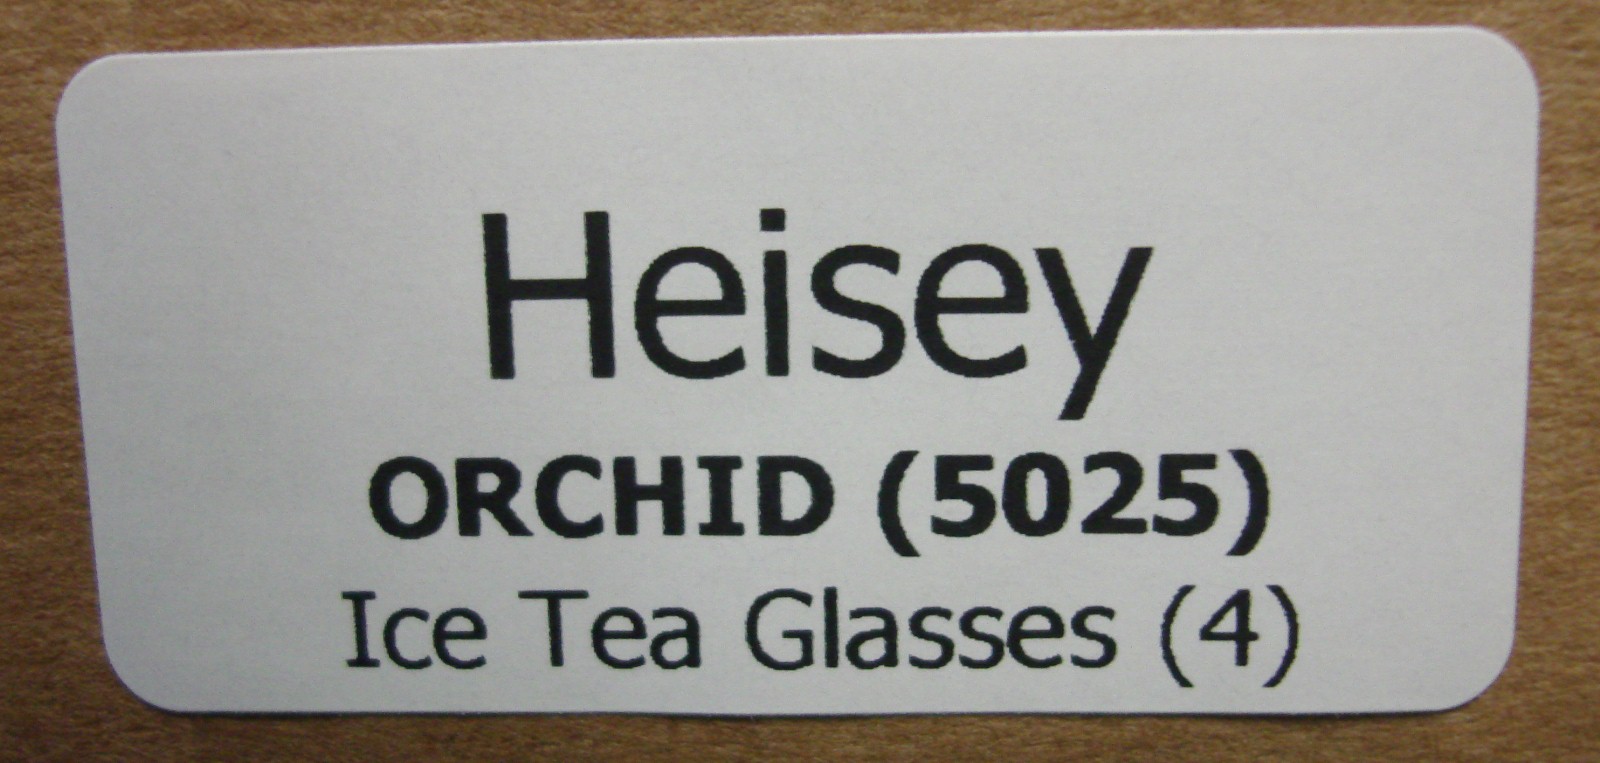 Heisey
ORCHID (5025)
Ice Tea Glasses (4)